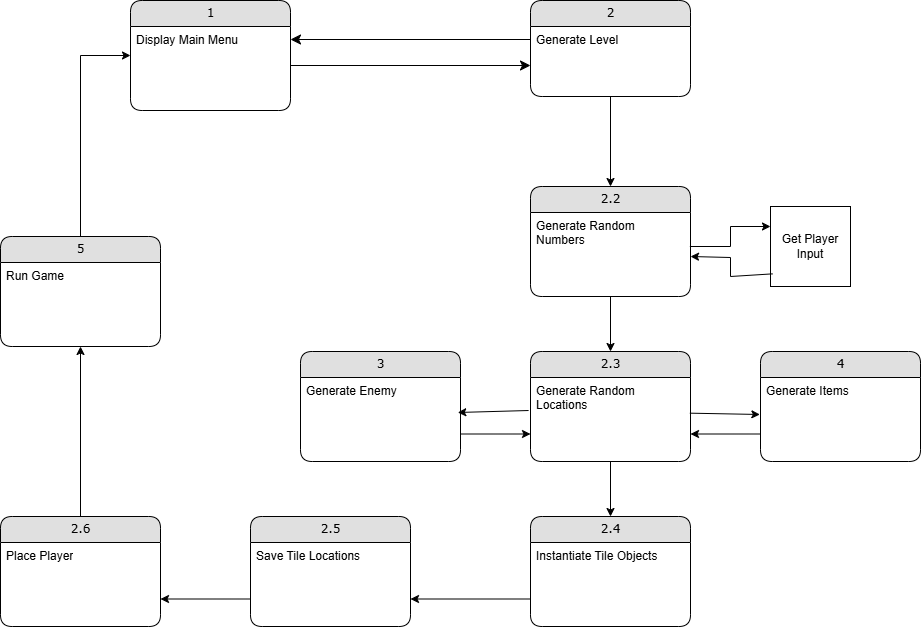 1
Display Main Menu
2
Generate Level
2.2
Generate Random
Numbers
Get Player
Input
5
Run Game
3
Generate Enemy
2.3
Generate Random
Locations
4
Generate Items
2.6
Place Player
2.5
Save Tile Locations
2.4
Instantiate Tile Objects